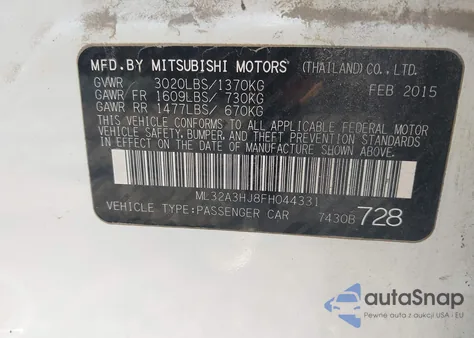 MFD.BY MITSUBISHI MOTORS (THAILAND) CO., LTD.
GVWR 3020LBS/1370KG FEB 2015
GAWR FR 1609LBS/ 730KG
GAWR RR 1477LBS/ 670KG
THIS VEHICLE CONFORMS TO ALL APPLICABLE FEDERAL MOTOR
VEHICLE SAFETY, BUMPER, AND THEFT PREVENTION STANDARDS
IN EFFECT ON THE DATE OF MANUFACTURE SHOWN ABOVE.
ML32A3HJ8FH044331
VEHICLE TYPE:PASSENGER CAR 7430B 728
autoSnap
Pewne auta z aukcji USA - EU